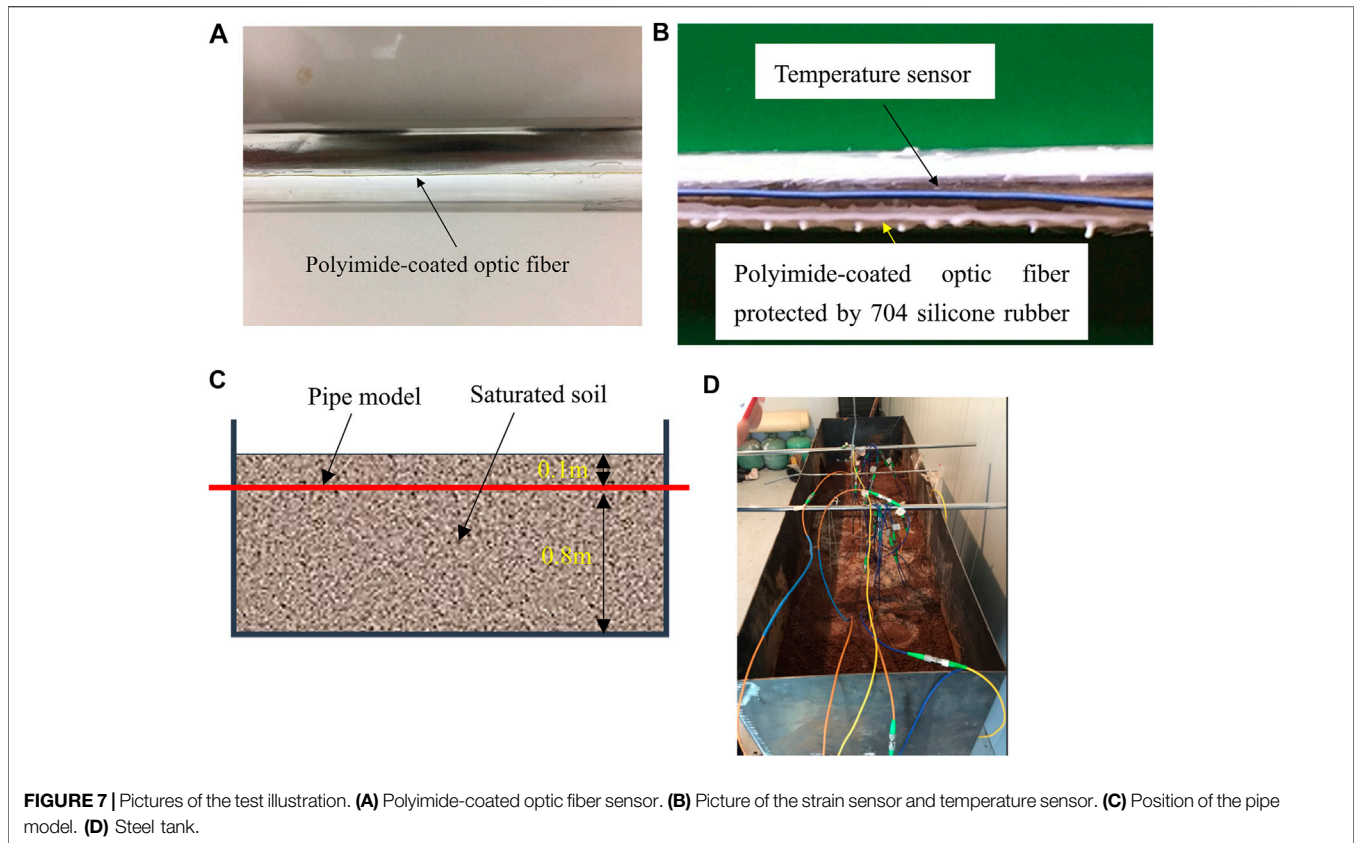 A
Polyimide-coated optic fiber
B
Temperature sensor
Polyimide-coated optic fiber
protected by 704 silicone rubber
C
Pipe model
Saturated soil
0.1m
0.8m
D
FIGURE 7 | Pictures of the test illustration. (A) Polyimide-coated optic fiber sensor. (B) Picture of the strain sensor and temperature sensor. (C) Position of the pipe
model. (D) Steel tank.